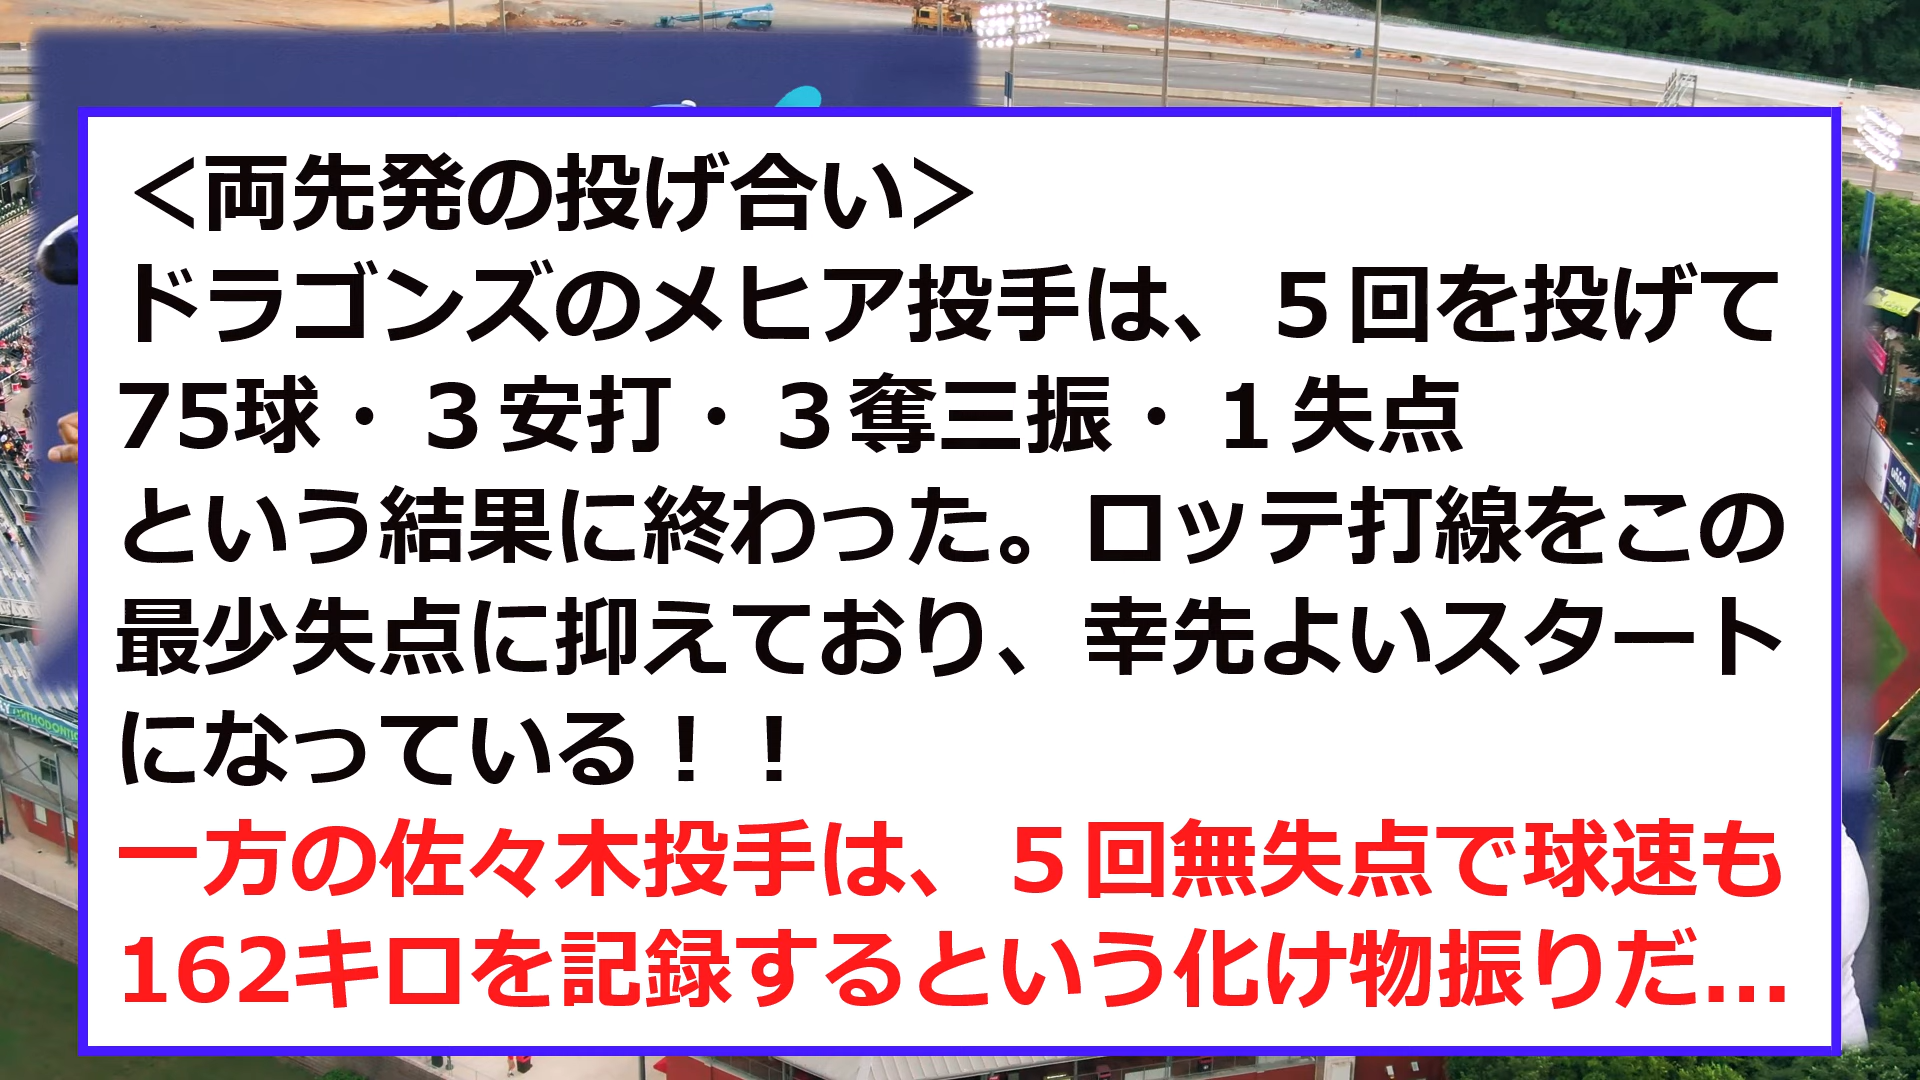 ＜両先発の投げ合い＞
ドラゴンズのメヒア投手は、５回を投げて
75球・３安打・３奪三振・１失点
という結果に終わった。ロッテ打線をこの
最少失点に抑えており、幸先よいスタート
になっている！！
一方の佐々木投手は、５回無失点で球速も
162キロを記録するという化け物振りだ…